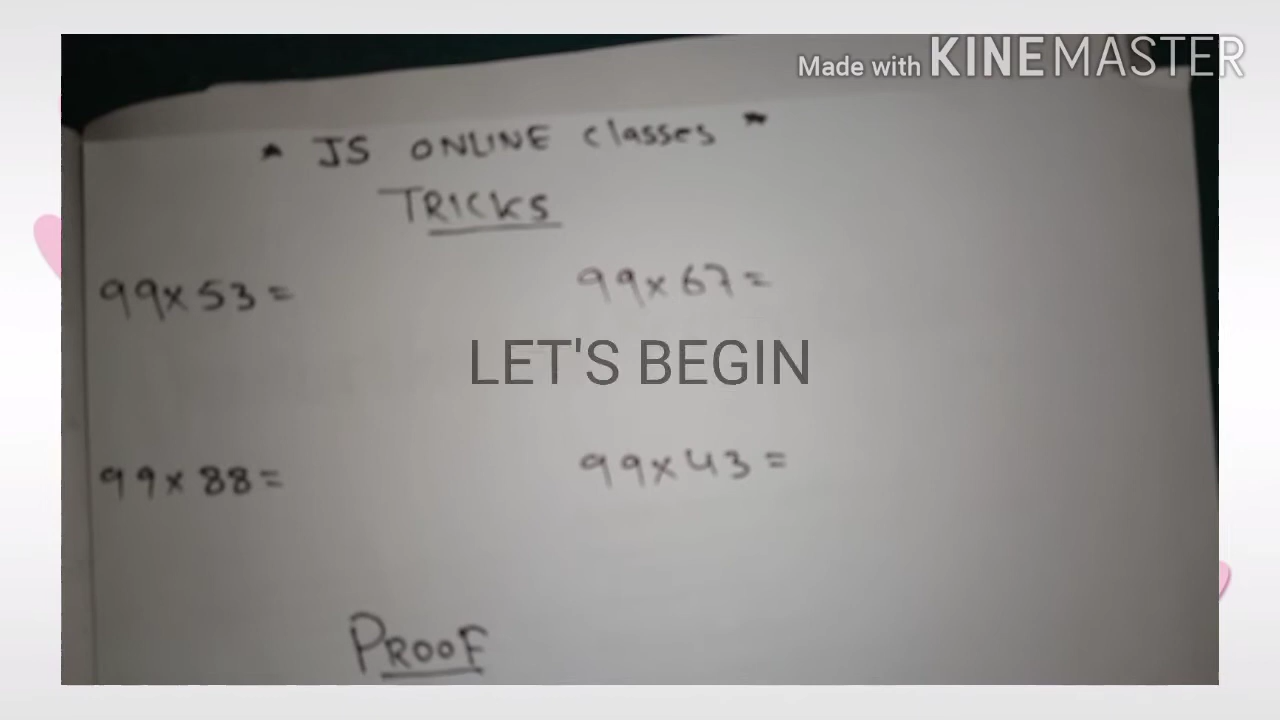 Made with KINEMASTER
* JS ONLINE classes *
TRICKS
99x53=
99x67=
LET'S BEGIN
99x88=
99x43=
PROOF